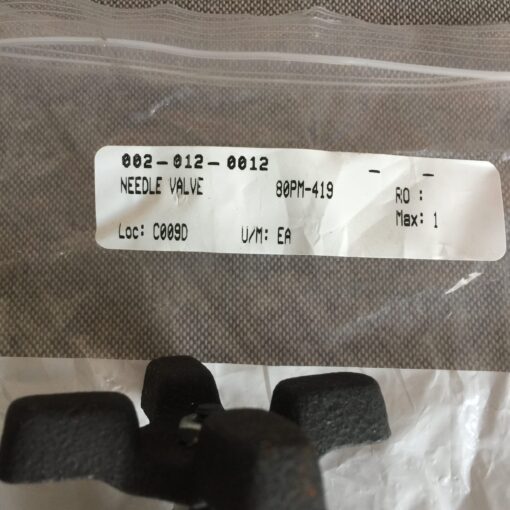 002-012-0012 - -
NEEDLE VALVE 80PM-419 RO :
Max: 1
Loc: C009D U/M: EA